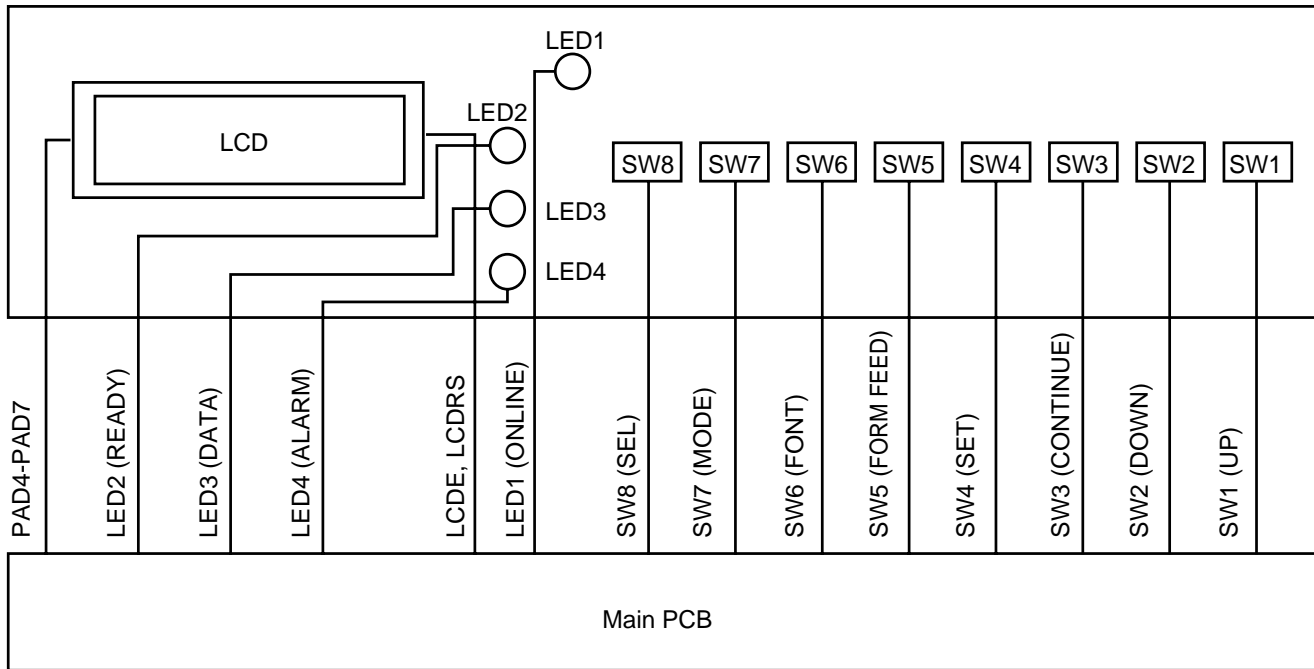 LED1
LED2
LCD
LED3
LED4
SW8
SW7
SW6
SW5
SW4
SW3
SW2
SW1
PAD4-PAD7
LED2 (READY)
LED3 (DATA)
LED4 (ALARM)
LCDE, LCDRS
LED1 (ONLINE)
SW8 (SEL)
SW7 (MODE)
SW6 (FONT)
SW5 (FORM FEED)
SW4 (SET)
SW3 (CONTINUE)
SW2 (DOWN)
SW1 (UP)
Main PCB